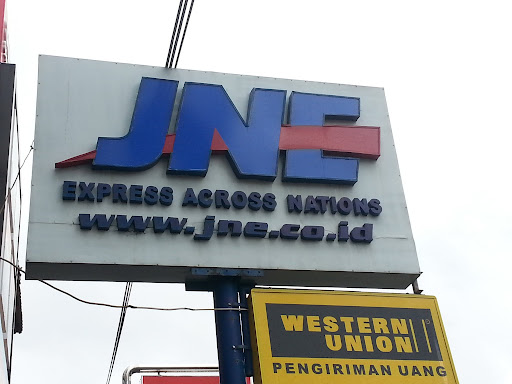 JNE
EXPRESS ACROSS NATIONS
www.jne.co.id
WESTERN
UNION
PENGIRIMAN UANG